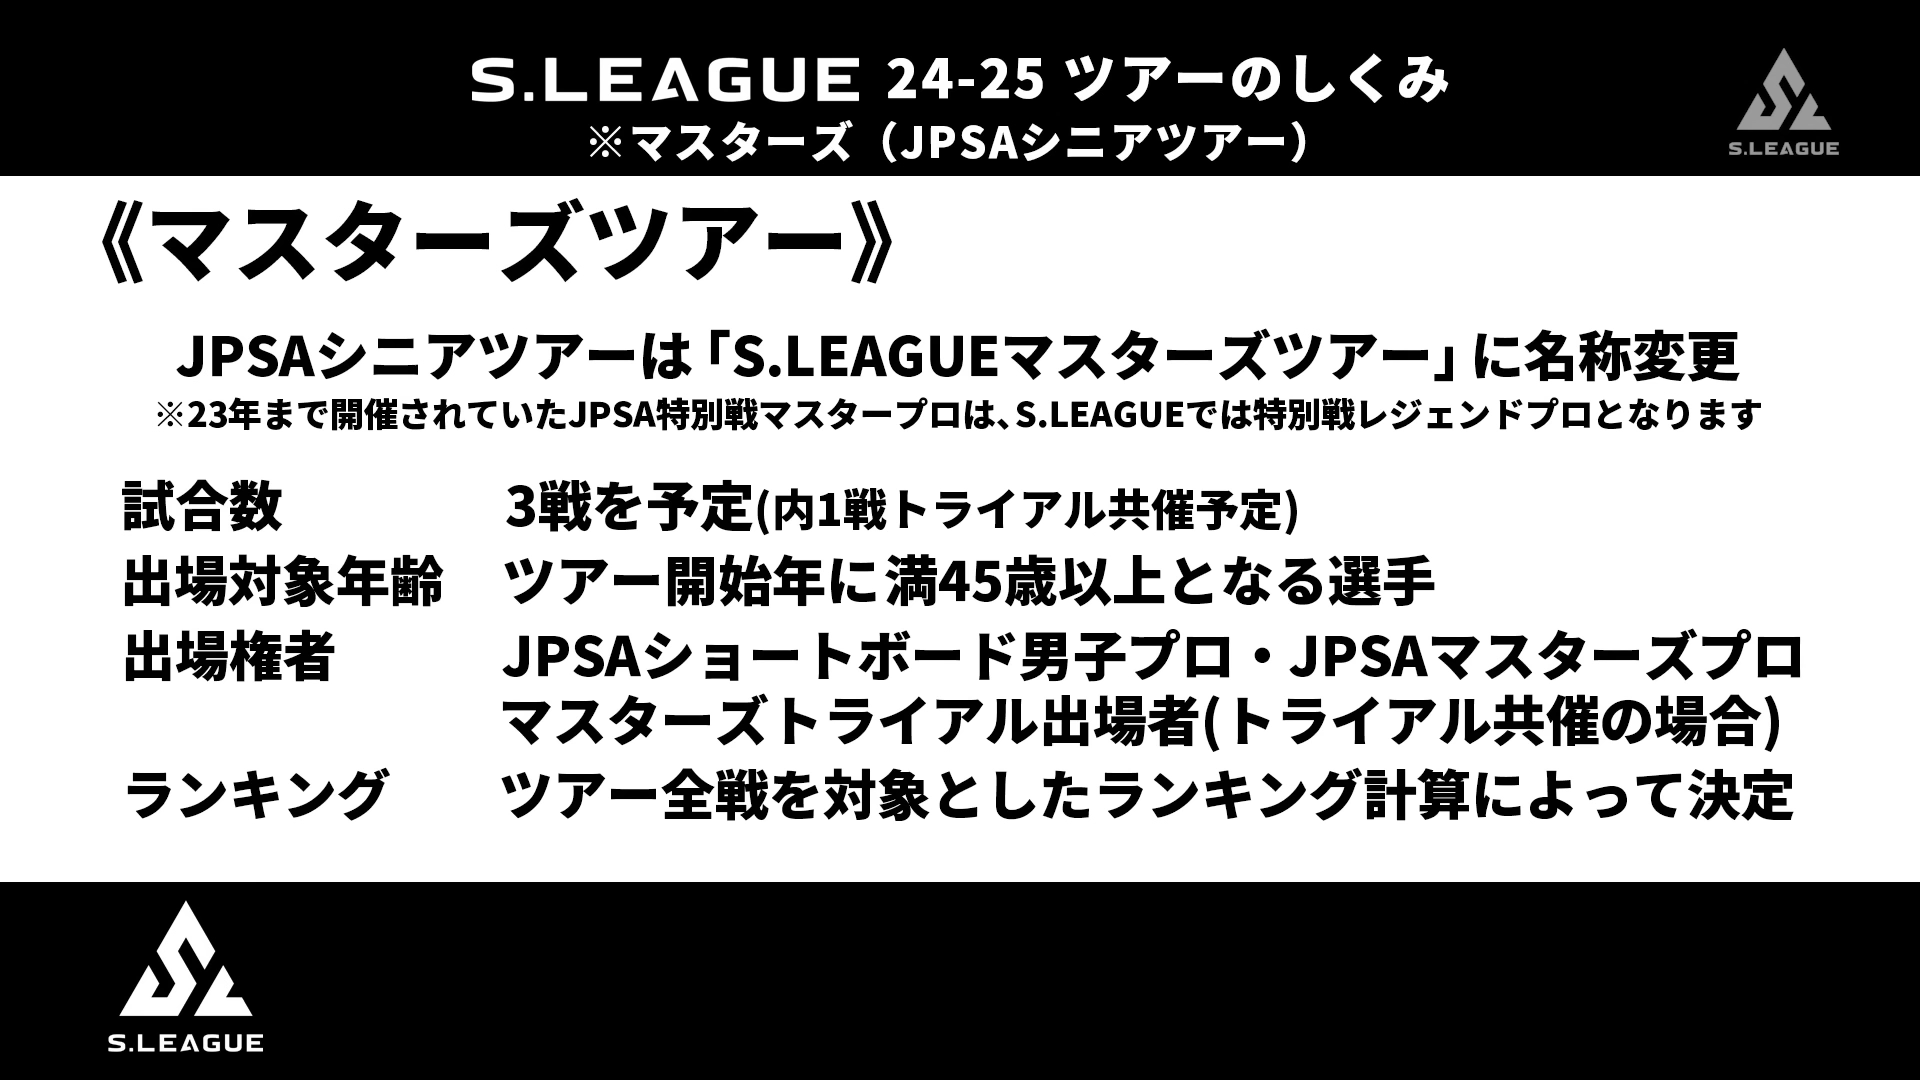 S.LEAGUE 24-25 ツアーのしくみ
※マスターズ（JPSAシニアツアー）
S.LEAGUE
《マスターズツアー》
JPSAシニアツアーは「S.LEAGUEマスターズツアー」に名称変更
※23年まで開催されていたJPSA特別戦マスタープロは、S.LEAGUEでは特別戦レジェンドプロとなります
試合数 3戦を予定(内1戦トライアル共催予定)
出場対象年齢 ツアー開始年に満45歳以上となる選手
出場権者 JPSAショートボード男子プロ・JPSAマスターズプロ
マスターズトライアル出場者(トライアル共催の場合)
ランキング ツアー全戦を対象としたランキング計算によって決定
S.LEAGUE